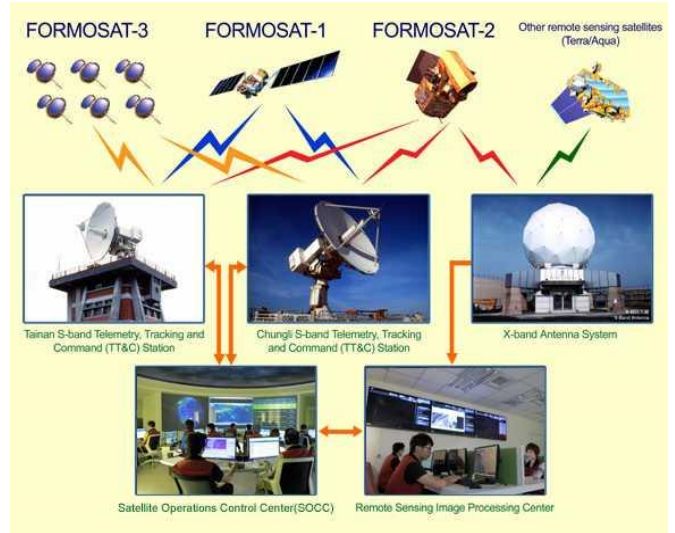 FORMOSAT-3
FORMOSAT-1
FORMOSAT-2
Other remote sensing satellites
(Terra/Aqua)
Tainan S-band Telemetry, Tracking and
Command (TT&C) Station
Chungli S-band Telemetry, Tracking
and Command (TT&C) Station
X-band Antenna System
Satellite Operations Control Center(SOCC)
Remote Sensing Image Processing Center